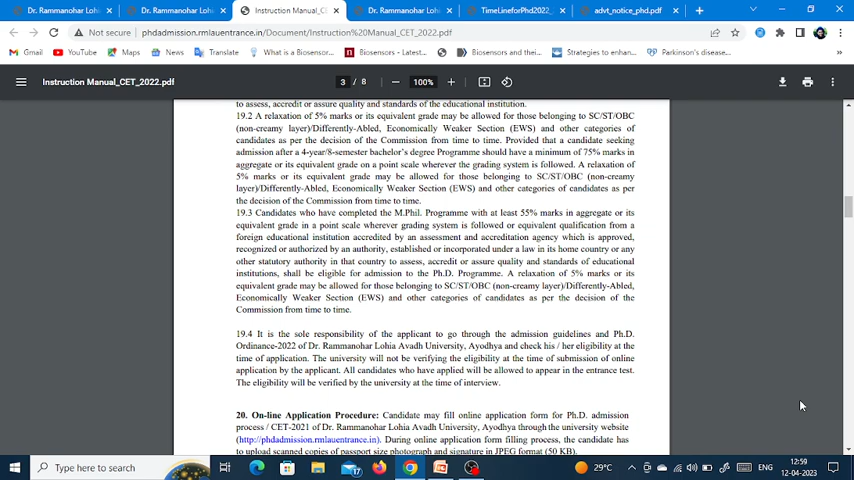 Dr. Rammanohar Lohi
Dr. Rammanohar Lohi
Instruction Manual_CE
Dr. Rammanohar Lohi
TimeLineforPhd2022_
advt_notice_phd.pdf
Not secure phdadmission.rmlauentrance.in/Document/Instruction%20Manual_CET_2022.pdf
Gmail YouTube Maps News Translate What is a Biosensor... Biosensors - Latest... Biosensors and thei... Strategies to enhan... Parkinson's disease...
Instruction Manual_CET_2022.pdf 3 / 8 100%
to assess, accredit or assure quality and standards of the educational institution.
19.2 A relaxation of 5% marks or its equivalent grade may be allowed for those belonging to SC/ST/OBC
(non-creamy layer)/Differently-Abled, Economically Weaker Section (EWS) and other categories of
candidates as per the decision of the Commission from time to time. Provided that a candidate seeking
admission after a 4-year/8-semester bachelor's degree Programme should have a minimum of 75% marks in
aggregate or its equivalent grade on a point scale wherever the grading system is followed. A relaxation of
5% marks or its equivalent grade may be allowed for those belonging to SC/ST/OBC (non-creamy
layer)/Differently-Abled, Economically Weaker Section (EWS) and other categories of candidates as per
the decision of the Commission from time to time.
19.3 Candidates who have completed the M.Phil. Programme with at least 55% marks in aggregate or its
equivalent grade in a point scale wherever grading system is followed or equivalent qualification from a
foreign educational institution accredited by an assessment and accreditation agency which is approved,
recognized or authorized by an authority, established or incorporated under a law in its home country or any
other statutory authority in that country to assess, accredit or assure quality and standards of educational
institutions, shall be eligible for admission to the Ph.D. Programme. A relaxation of 5% marks or its
equivalent grade may be allowed for those belonging to SC/ST/OBC (non-creamy layer)/Differently-Abled,
Economically Weaker Section (EWS) and other categories of candidates as per the decision of the
Commission from time to time.
19.4 It is the sole responsibility of the applicant to go through the admission guidelines and Ph.D.
Ordinance-2022 of Dr. Rammanohar Lohia Avadh University, Ayodhya and check his / her eligibility at the
time of application. The university will not be verifying the eligibility at the time of submission of online
application by the applicant. All candidates who have applied will be allowed to appear in the entrance test.
The eligibility will be verified by the university at the time of interview.
20. On-line Application Procedure: Candidate may fill online application form for Ph.D. admission
process / CET-2021 of Dr. Rammanohar Lohia Avadh University, Ayodhya through the university website
(http://phdadmission.rmlauentrance.in). During online application form filling process, the candidate has
to upload scanned copies of passport size photograph and signature in JPEG format (50 KB).
Type here to search
29°C
ENG
12:59
12-04-2023